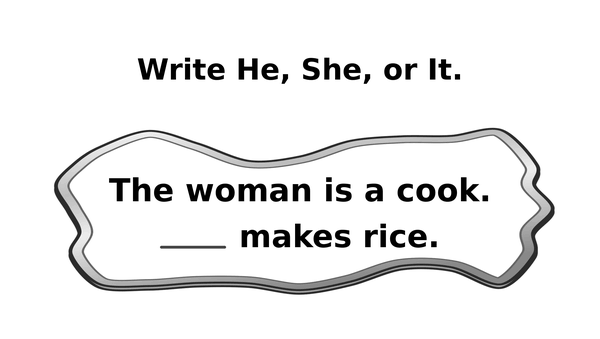 Write He, She, or It.
The woman is a cook.
____ makes rice.